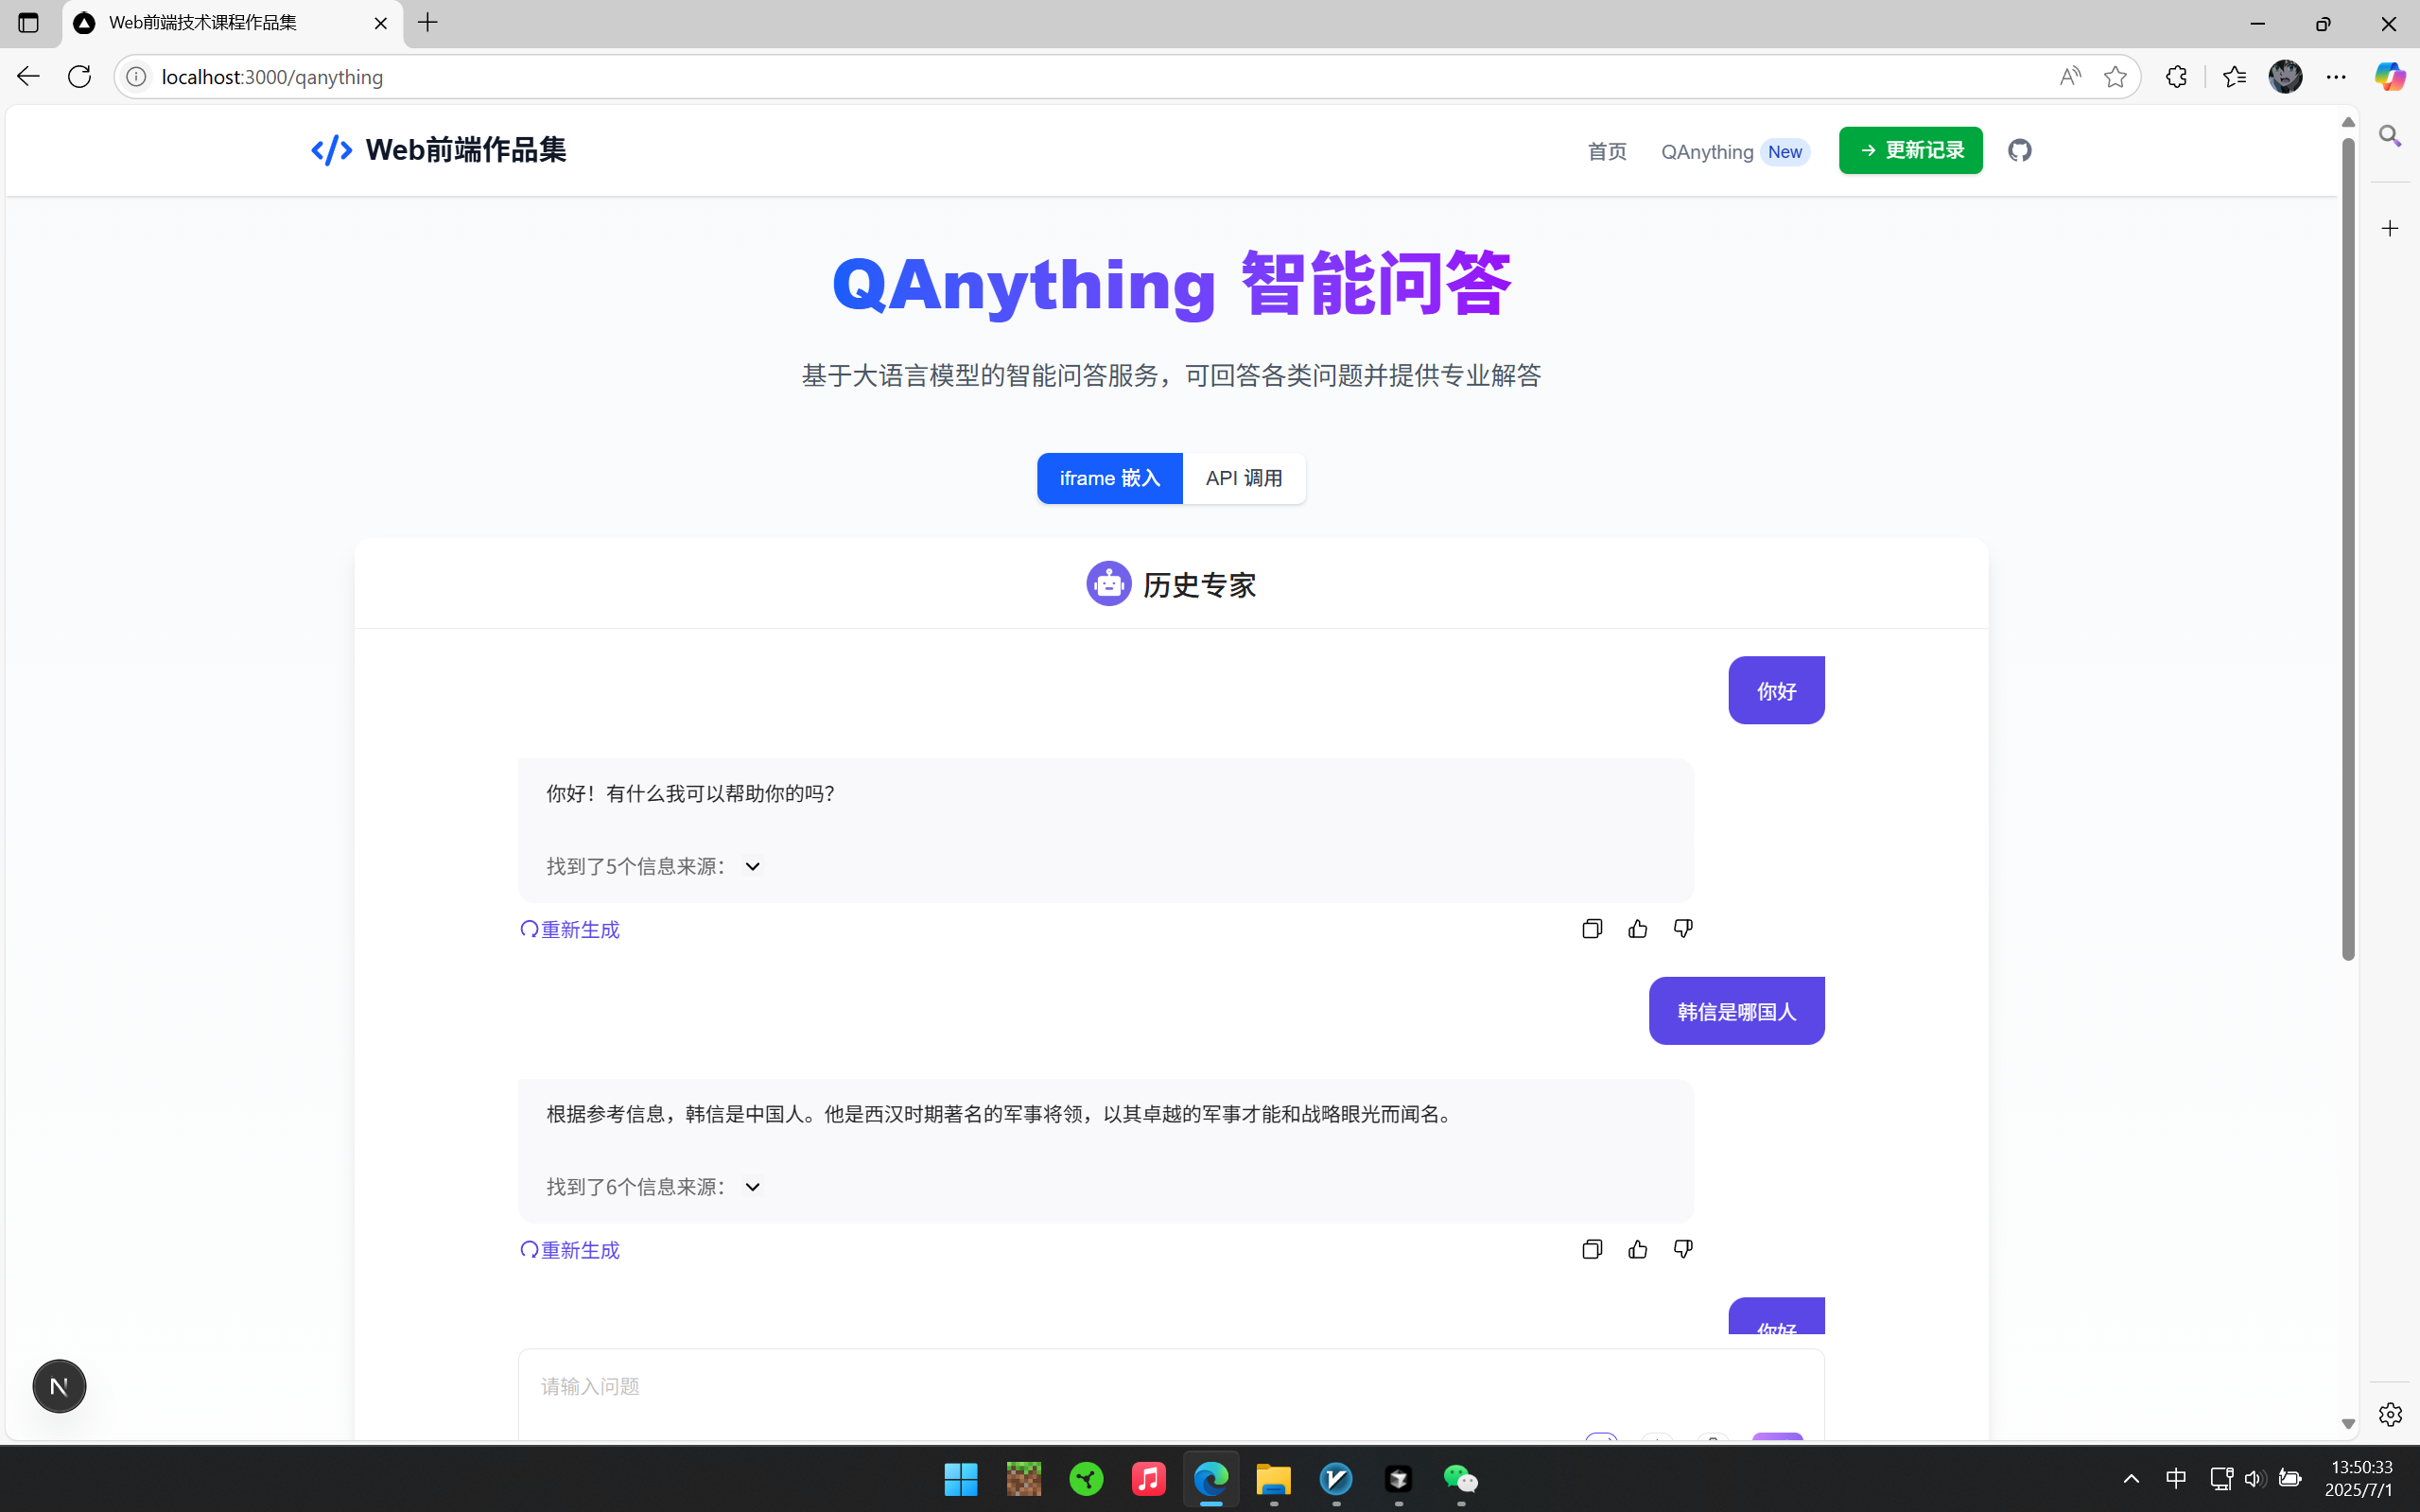 Web前端技术课程作品集
localhost:3000/qanything
Web前端作品集
首页
QAnything New
更新记录
QAnything 智能问答
基于大语言模型的智能问答服务，可回答各类问题并提供专业解答
iframe 嵌入
API 调用
历史专家
你好
你好！有什么我可以帮助你的吗？
找到了5个信息来源：
重新生成
韩信是哪国人
根据参考信息，韩信是中国人。他是西汉时期著名的军事将领，以其卓越的军事才能和战略眼光而闻名。
找到了6个信息来源：
重新生成
你好
请输入问题
N
中
13:50:33
2025/7/1